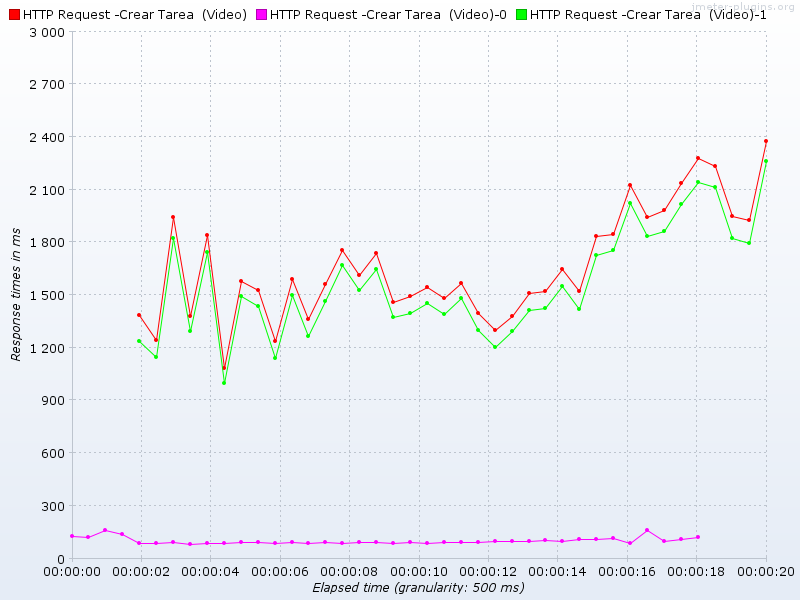 jmeter-plugins.org
HTTP Request -Crear Tarea (Video) HTTP Request -Crear Tarea (Video)-0 HTTP Request -Crear Tarea (Video)-1
3 000
2 700
2 400
2 100
1 800
1 500
1 200
900
600
300
0
Response times in ms
00:00:00 00:00:02 00:00:04 00:00:06 00:00:08 00:00:10 00:00:12 00:00:14 00:00:16 00:00:18 00:00:20
Elapsed time (granularity: 500 ms)